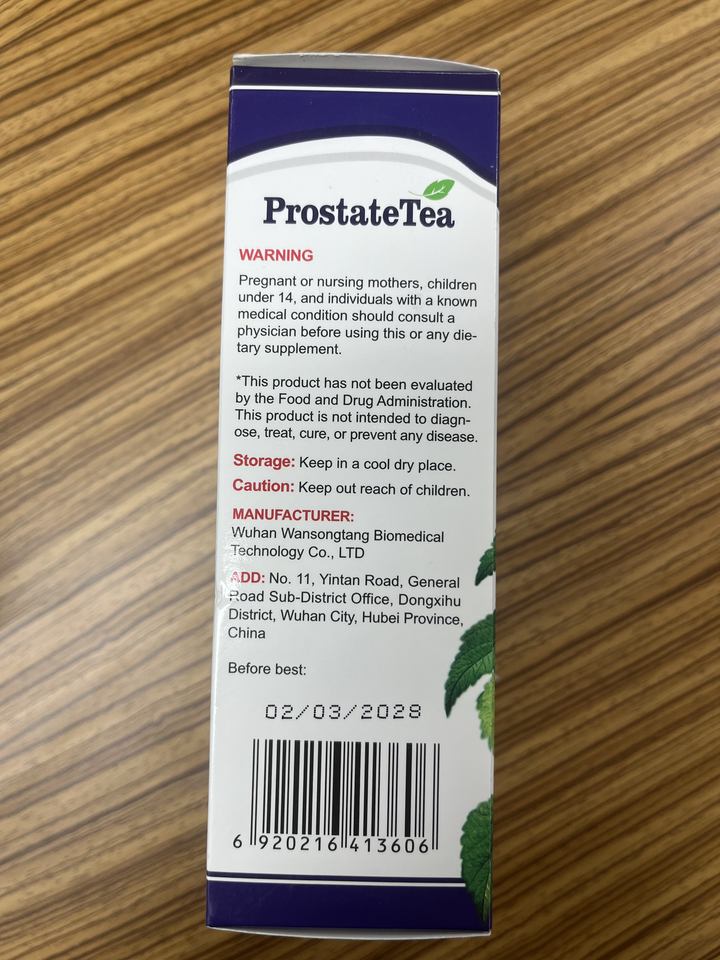 ProstateTea
WARNING
Pregnant or nursing mothers, children
under 14, and individuals with a known
medical condition should consult a
physician before using this or any die-
tary supplement.
*This product has not been evaluated
by the Food and Drug Administration.
This product is not intended to diagn-
ose, treat, cure, or prevent any disease.
Storage: Keep in a cool dry place.
Caution: Keep out reach of children.
MANUFACTURER:
Wuhan Wansongtang Biomedical
Technology Co., LTD
ADD: No. 11, Yintan Road, General
Road Sub-District Office, Dongxihu
District, Wuhan City, Hubei Province,
China
Before best:
02/03/2028
6 920216 413606